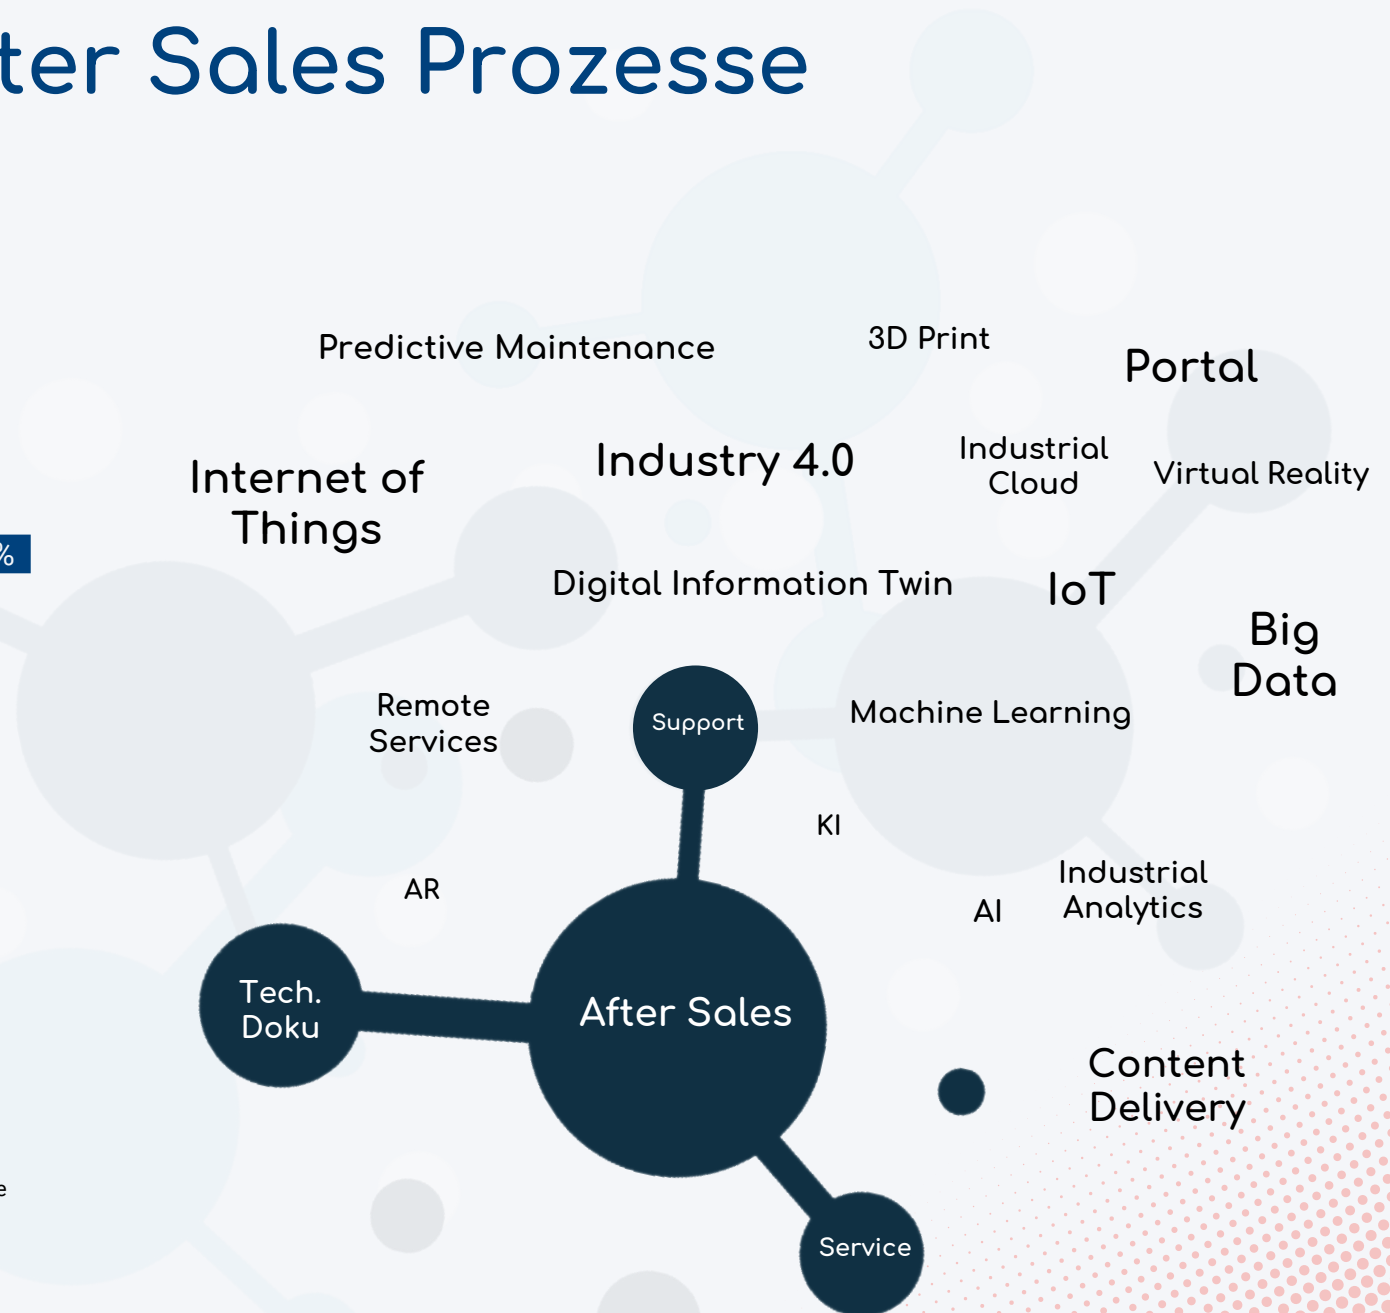 ter Sales Prozesse
Predictive Maintenance
3D Print
Portal
Internet of
Things
Industry 4.0
Industrial
Cloud
Virtual Reality
%
Digital Information Twin
IoT
Big
Data
Remote
Services
Support
Machine Learning
KI
AR
AI
Industrial
Analytics
Tech.
Doku
After Sales
Content
Delivery
e
Service